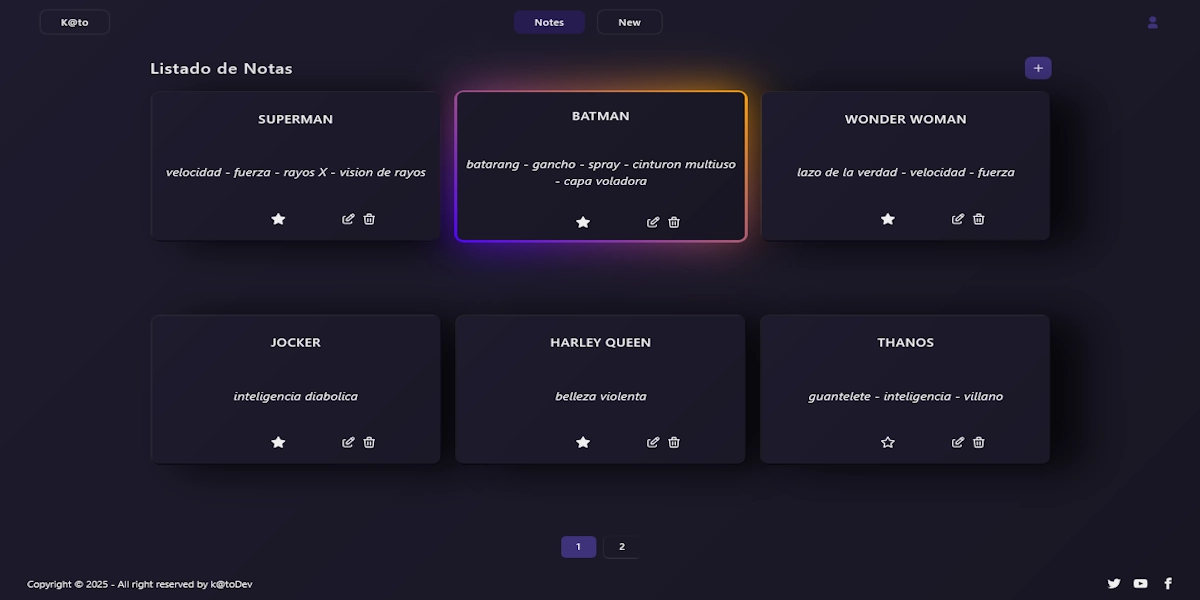 K@to
Notes
New
Listado de Notas
+
SUPERMAN
velocidad - fuerza - rayos X - vision de rayos
BATMAN
batarang - gancho - spray - cinturon multiuso
- capa voladora
WONDER WOMAN
lazo de la verdad - velocidad - fuerza
JOCKER
inteligencia diabolica
HARLEY QUEEN
belleza violenta
THANOS
guantelete - inteligencia - villano
1
2
Copyright © 2025 - All right reserved by k@toDev